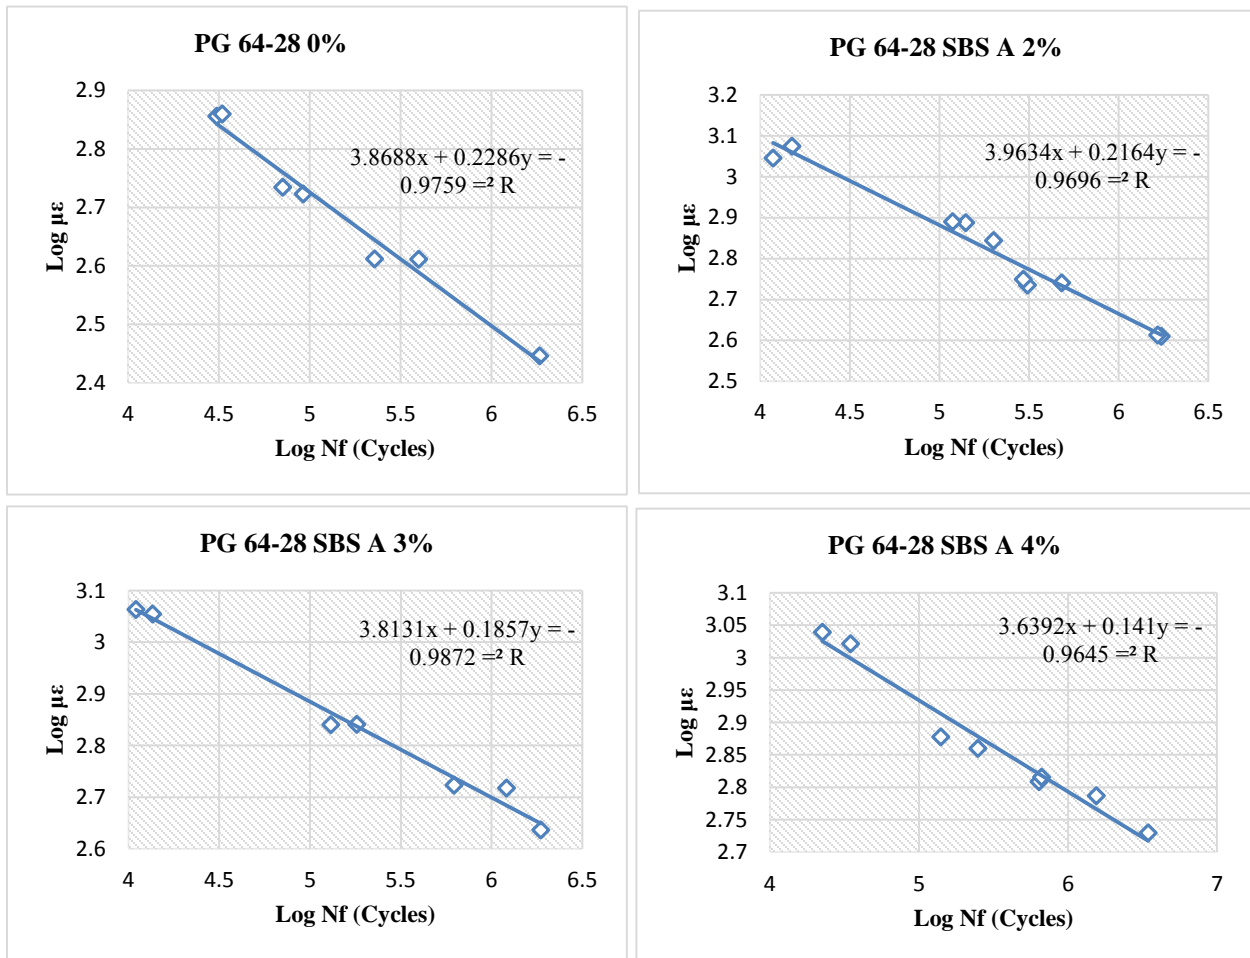 PG 64-28 0%
2.9
2.8
2.7
2.6
2.5
2.4
4 4.5 5 5.5 6 6.5
Log µε
Log Nf (Cycles)
3.8688x + 0.2286y = -
0.9759 =² R
PG 64-28 SBS A 2%
3.2
3.1
3
2.9
2.8
2.7
2.6
2.5
4 4.5 5 5.5 6 6.5
Log µε
Log Nf (Cycles)
3.9634x + 0.2164y = -
0.9696 =² R
PG 64-28 SBS A 3%
3.1
3
2.9
2.8
2.7
2.6
4 4.5 5 5.5 6 6.5
Log µε
Log Nf (Cycles)
3.8131x + 0.1857y = -
0.9872 =² R
PG 64-28 SBS A 4%
3.1
3.05
3
2.95
2.9
2.85
2.8
2.75
2.7
4 5 6 7
Log µε
Log Nf (Cycles)
3.6392x + 0.141y = -
0.9645 =² R